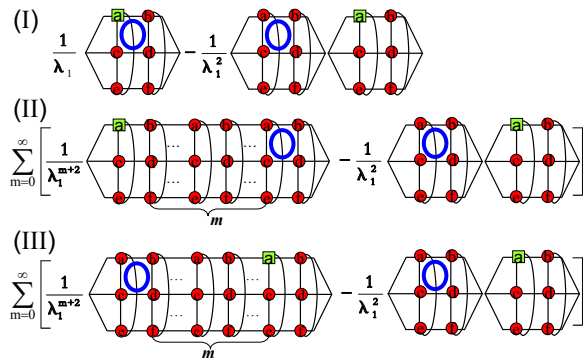 (I)
1/λ₁ a b c d e f − 1/λ₁² a b c d e f a b c d e f
(II)
∞ ∑ m=0 [ 1/λ₁^{m+2} a b a b a b c d c d c d e f e f e f ... ... m − 1/λ₁² a b c d e f a b c d e f ]
(III)
∞ ∑ m=0 [ 1/λ₁^{m+2} a b a b a b c d c d c d e f e f e f ... ... m − 1/λ₁² a b c d e f a b c d e f ]